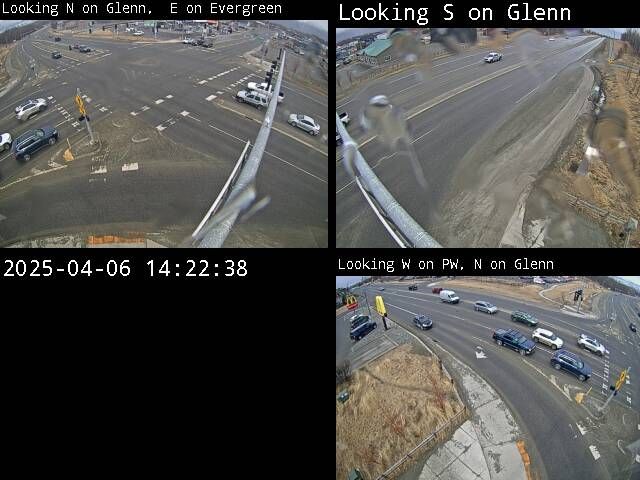 Looking N on Glenn,  E on Evergreen
Looking S on Glenn
2025-04-06 14:22:38
Looking W on PW, N on Glenn